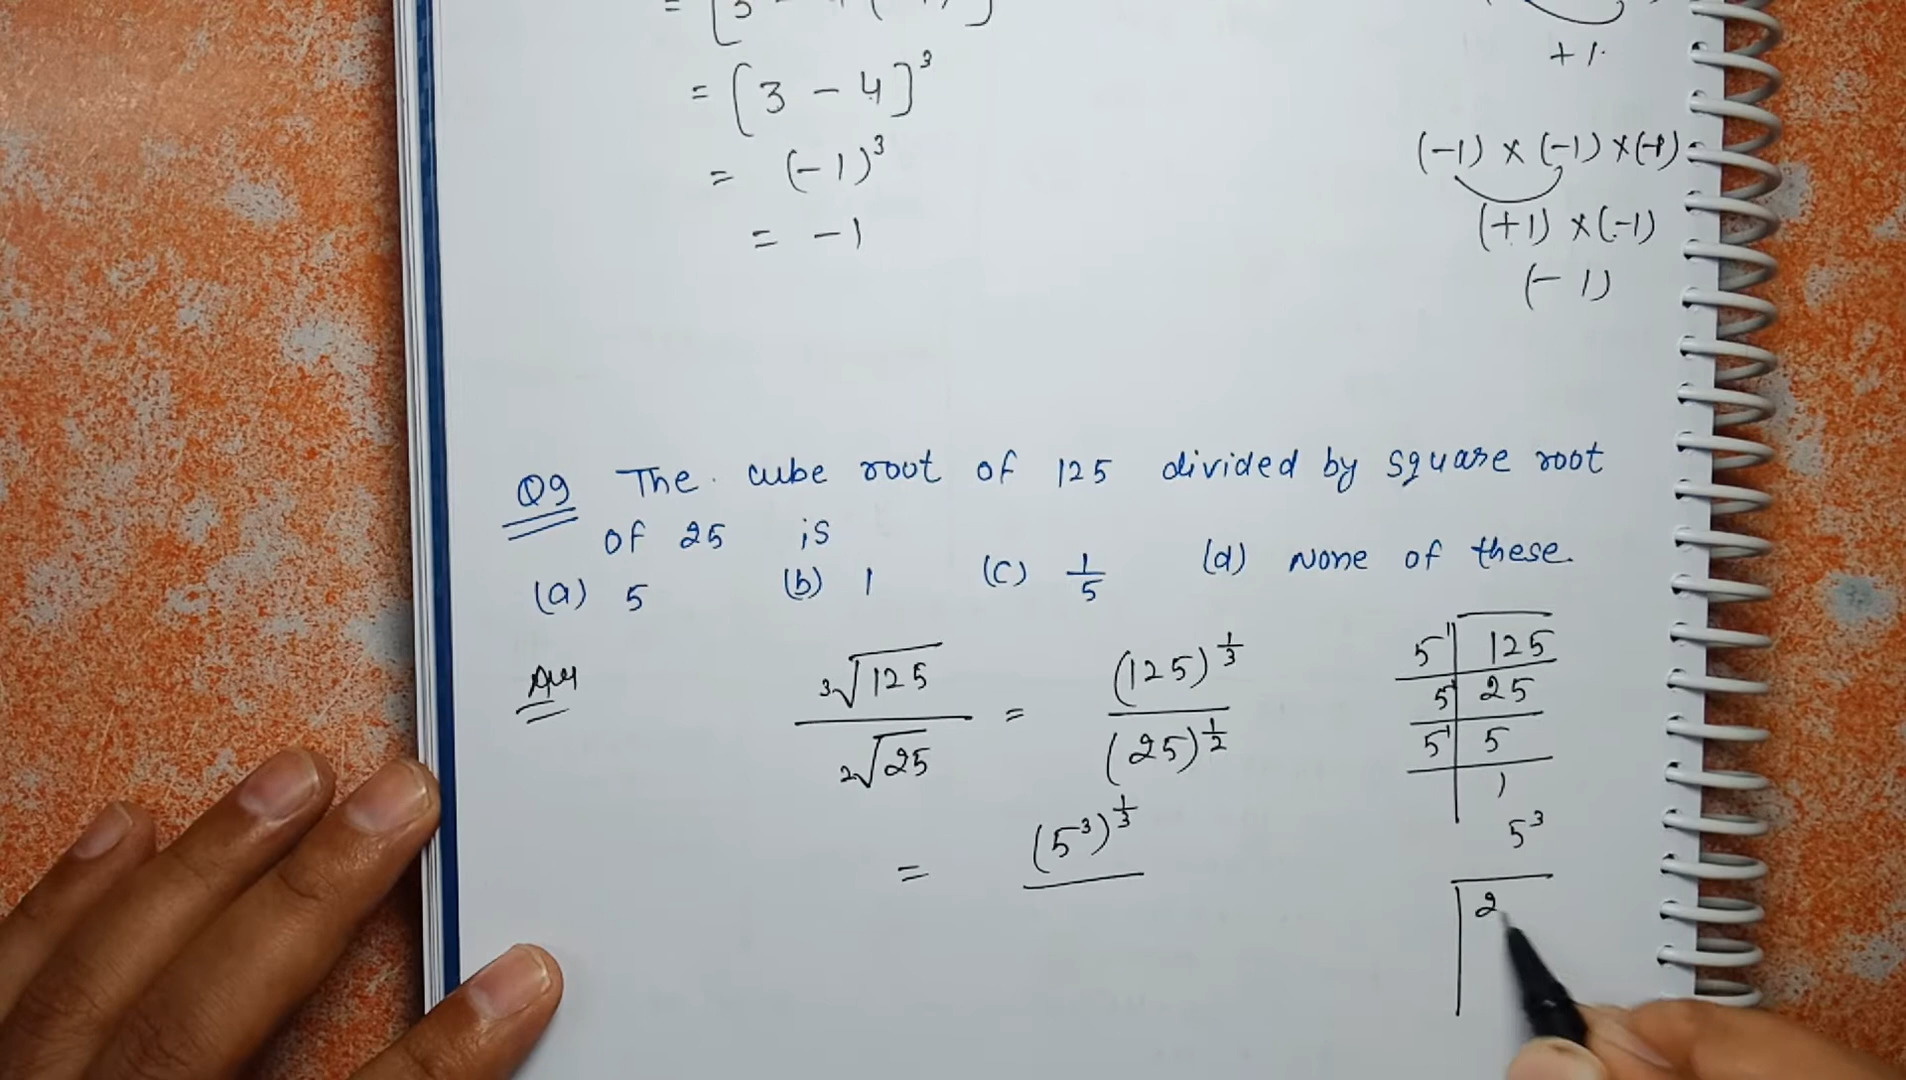 = [3 - 4]³
= (-1)³
= -1
+1
(-1) × (-1) × (-1)
(+1) × (-1)
(-1)
Q9 The cube root of 125 divided by square root
of 25 is
(a) 5 (b) 1 (c) 1/5 (d) None of these.
Ans
³√125 / ²√25 = (125)^1/3 / (25)^1/2
= (5³)^1/3
5 | 125
5 | 25
5 | 5
1
5³
2